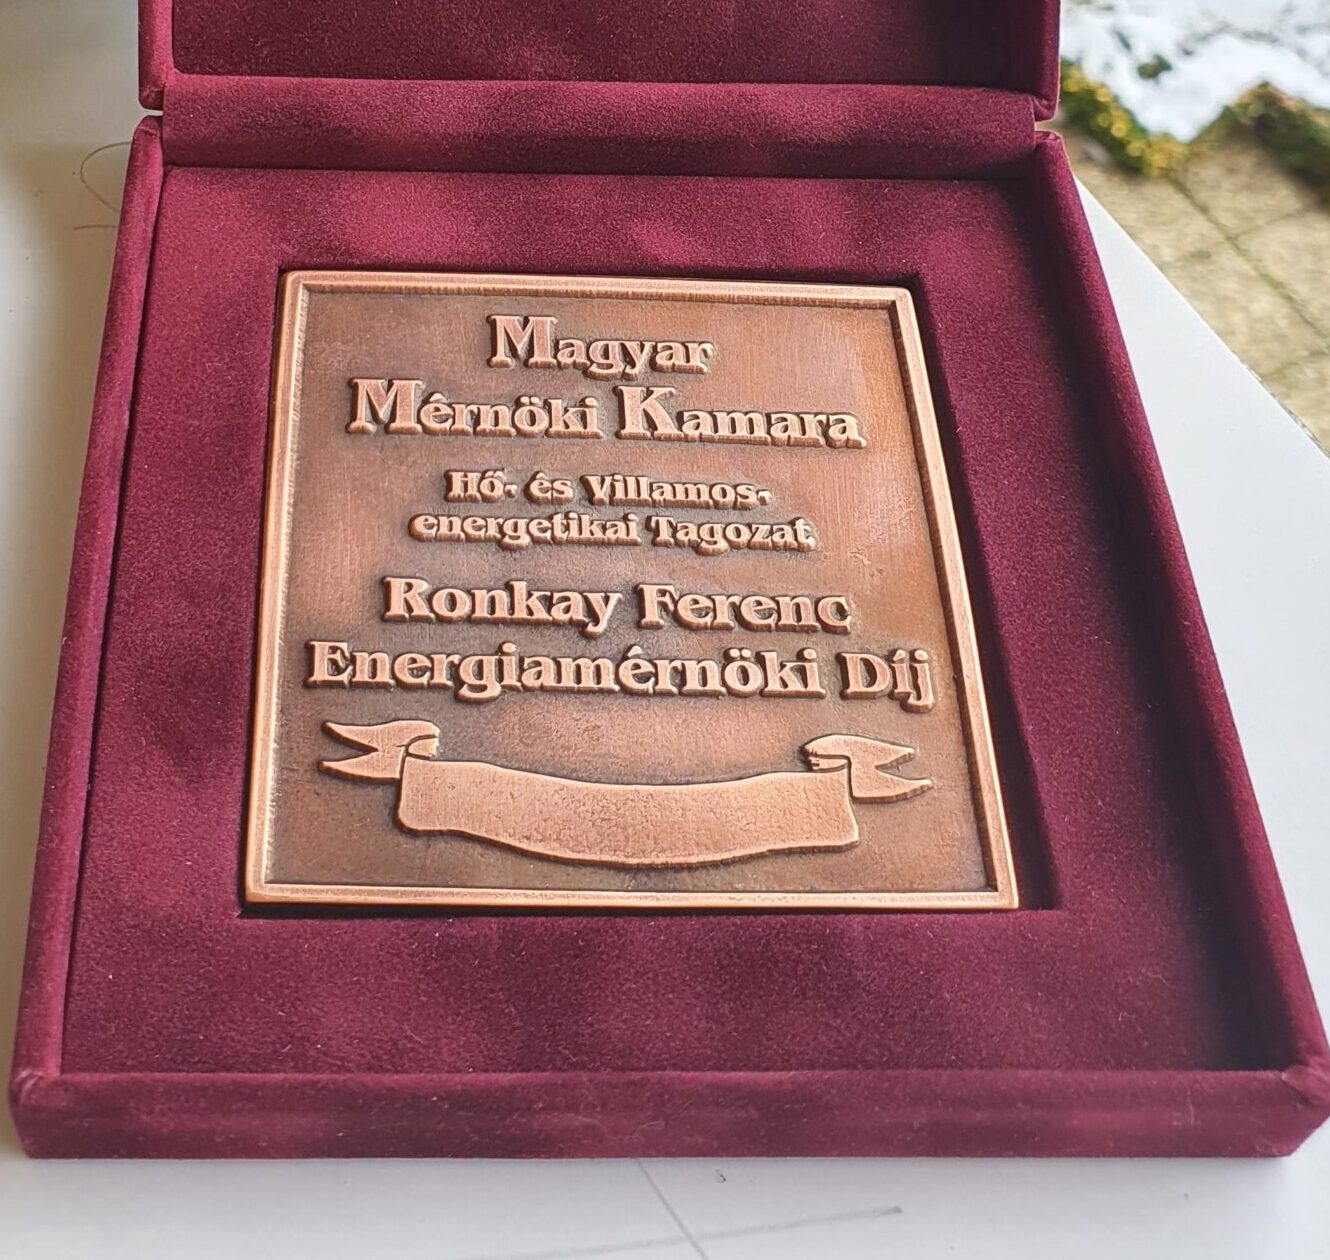 Magyar
Mérnöki Kamara
Hő- és Villamos-
energetikai Tagozat
Ronkay Ferenc
Energiamérnöki Díj